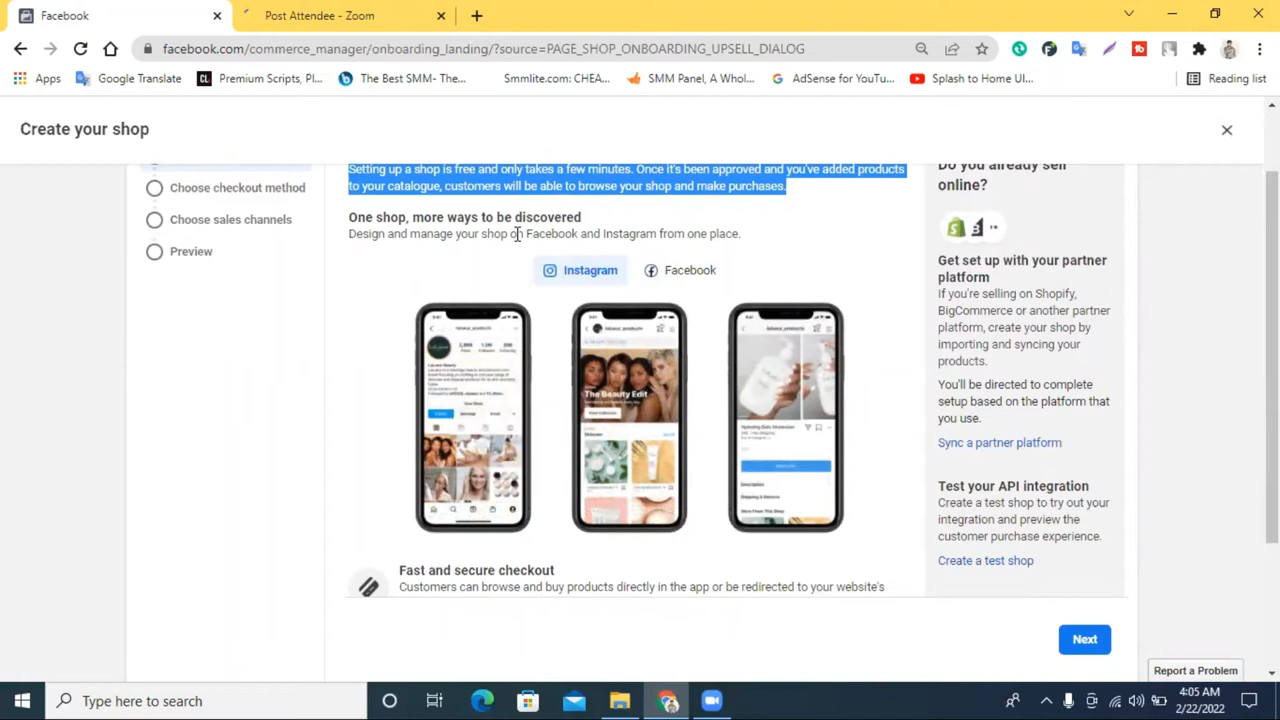 Facebook
Post Attendee - Zoom
facebook.com/commerce_manager/onboarding_landing/?source=PAGE_SHOP_ONBOARDING_UPSELL_DIALOG
Apps
Google Translate
Premium Scripts, Pl...
The Best SMM- The...
Smmlite.com: CHEA...
SMM Panel, A Whol...
AdSense for YouTu...
Splash to Home UI...
Reading list
Create your shop
Choose checkout method
Choose sales channels
Preview
Setting up a shop is free and only takes a few minutes. Once it's been approved and you've added products
to your catalogue, customers will be able to browse your shop and make purchases.
One shop, more ways to be discovered
Design and manage your shop on Facebook and Instagram from one place.
Instagram
Facebook
The Beauty Edit
Description
Shipping & Returns
More From This Shop
Fast and secure checkout
Customers can browse and buy products directly in the app or be redirected to your website's
Do you already sell
online?
Get set up with your partner
platform
If you're selling on Shopify,
BigCommerce or another partner
platform, create your shop by
importing and syncing your
products.
You'll be directed to complete
setup based on the platform that
you use.
Sync a partner platform
Test your API integration
Create a test shop to try out your
integration and preview the
customer purchase experience.
Create a test shop
Next
Report a Problem
Type here to search
4:05 AM
2/22/2022